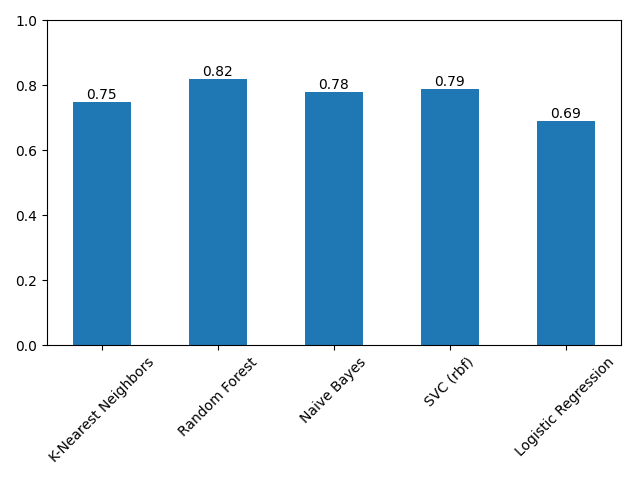 1.0
0.8
0.6
0.4
0.2
0.0
0.75
0.82
0.78
0.79
0.69
K-Nearest Neighbors
Random Forest
Naive Bayes
SVC (rbf)
Logistic Regression